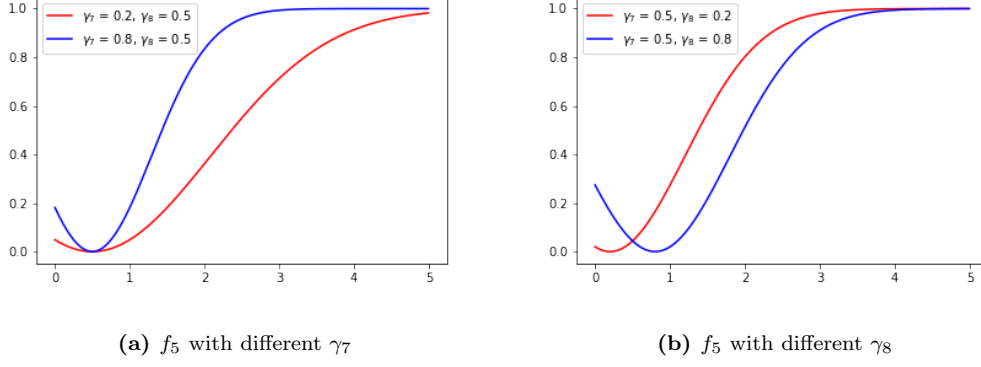 1.0
0.8
0.6
0.4
0.2
0.0
0 1 2 3 4 5
γ7 = 0.2, γ8 = 0.5
γ7 = 0.8, γ8 = 0.5
(a) f5 with different γ7
1.0
0.8
0.6
0.4
0.2
0.0
0 1 2 3 4 5
γ7 = 0.5, γ8 = 0.2
γ7 = 0.5, γ8 = 0.8
(b) f5 with different γ8